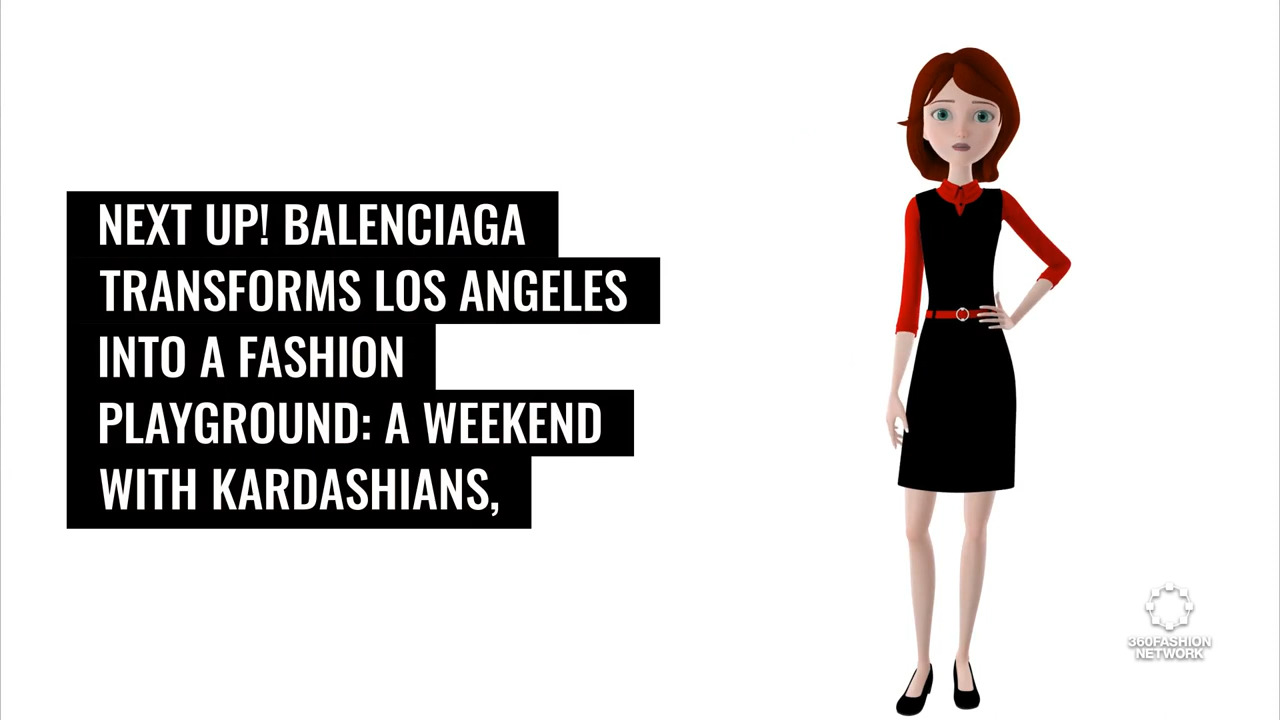 NEXT UP! BALENCIAGA
TRANSFORMS LOS ANGELES
INTO A FASHION
PLAYGROUND: A WEEKEND
WITH KARDASHIANS,
360FASHION
NETWORK